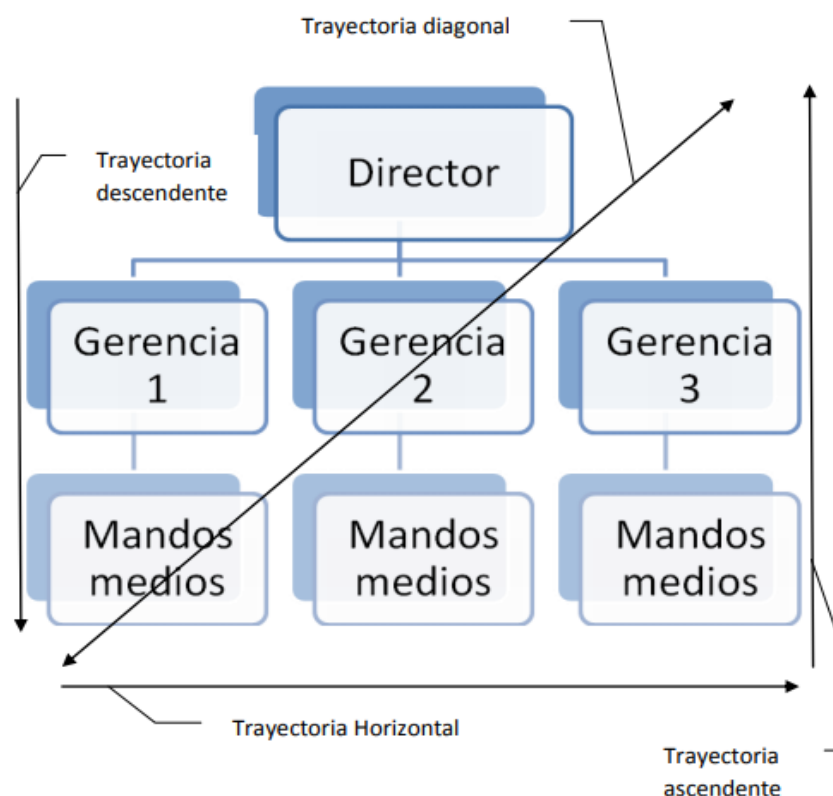 Trayectoria diagonal
Trayectoria
descendente
Director
Gerencia
1
Gerencia
2
Gerencia
3
Mandos
medios
Mandos
medios
Mandos
medios
Trayectoria Horizontal
Trayectoria
ascendente